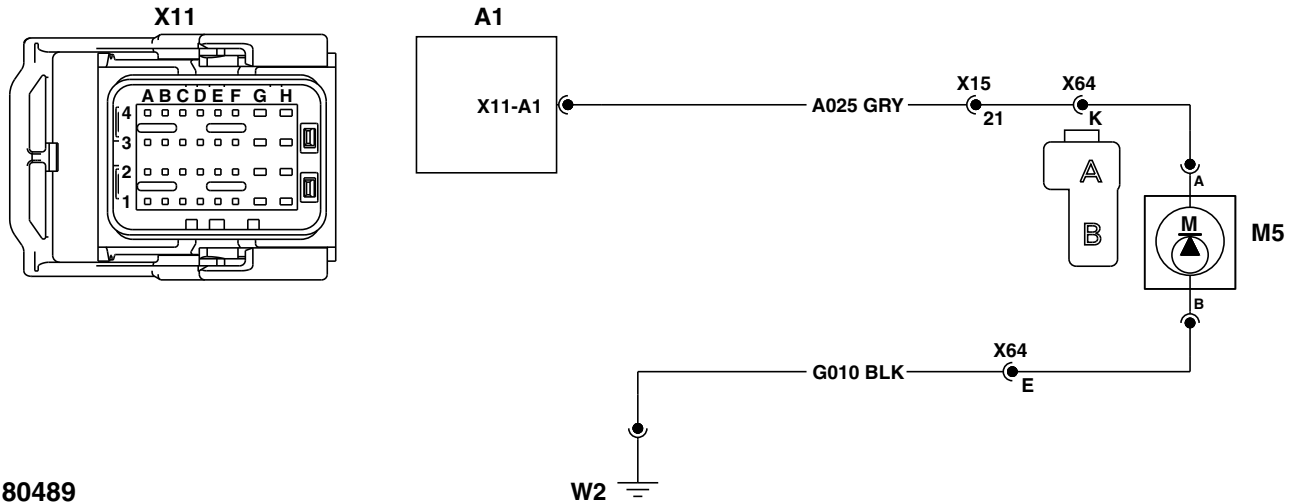 X11
A B C D E F G H
4
3
2
1
A1
X11-A1
A025 GRY
X15
21
X64
K
A
B
A
M
M5
B
X64
E
G010 BLK
W2
80489